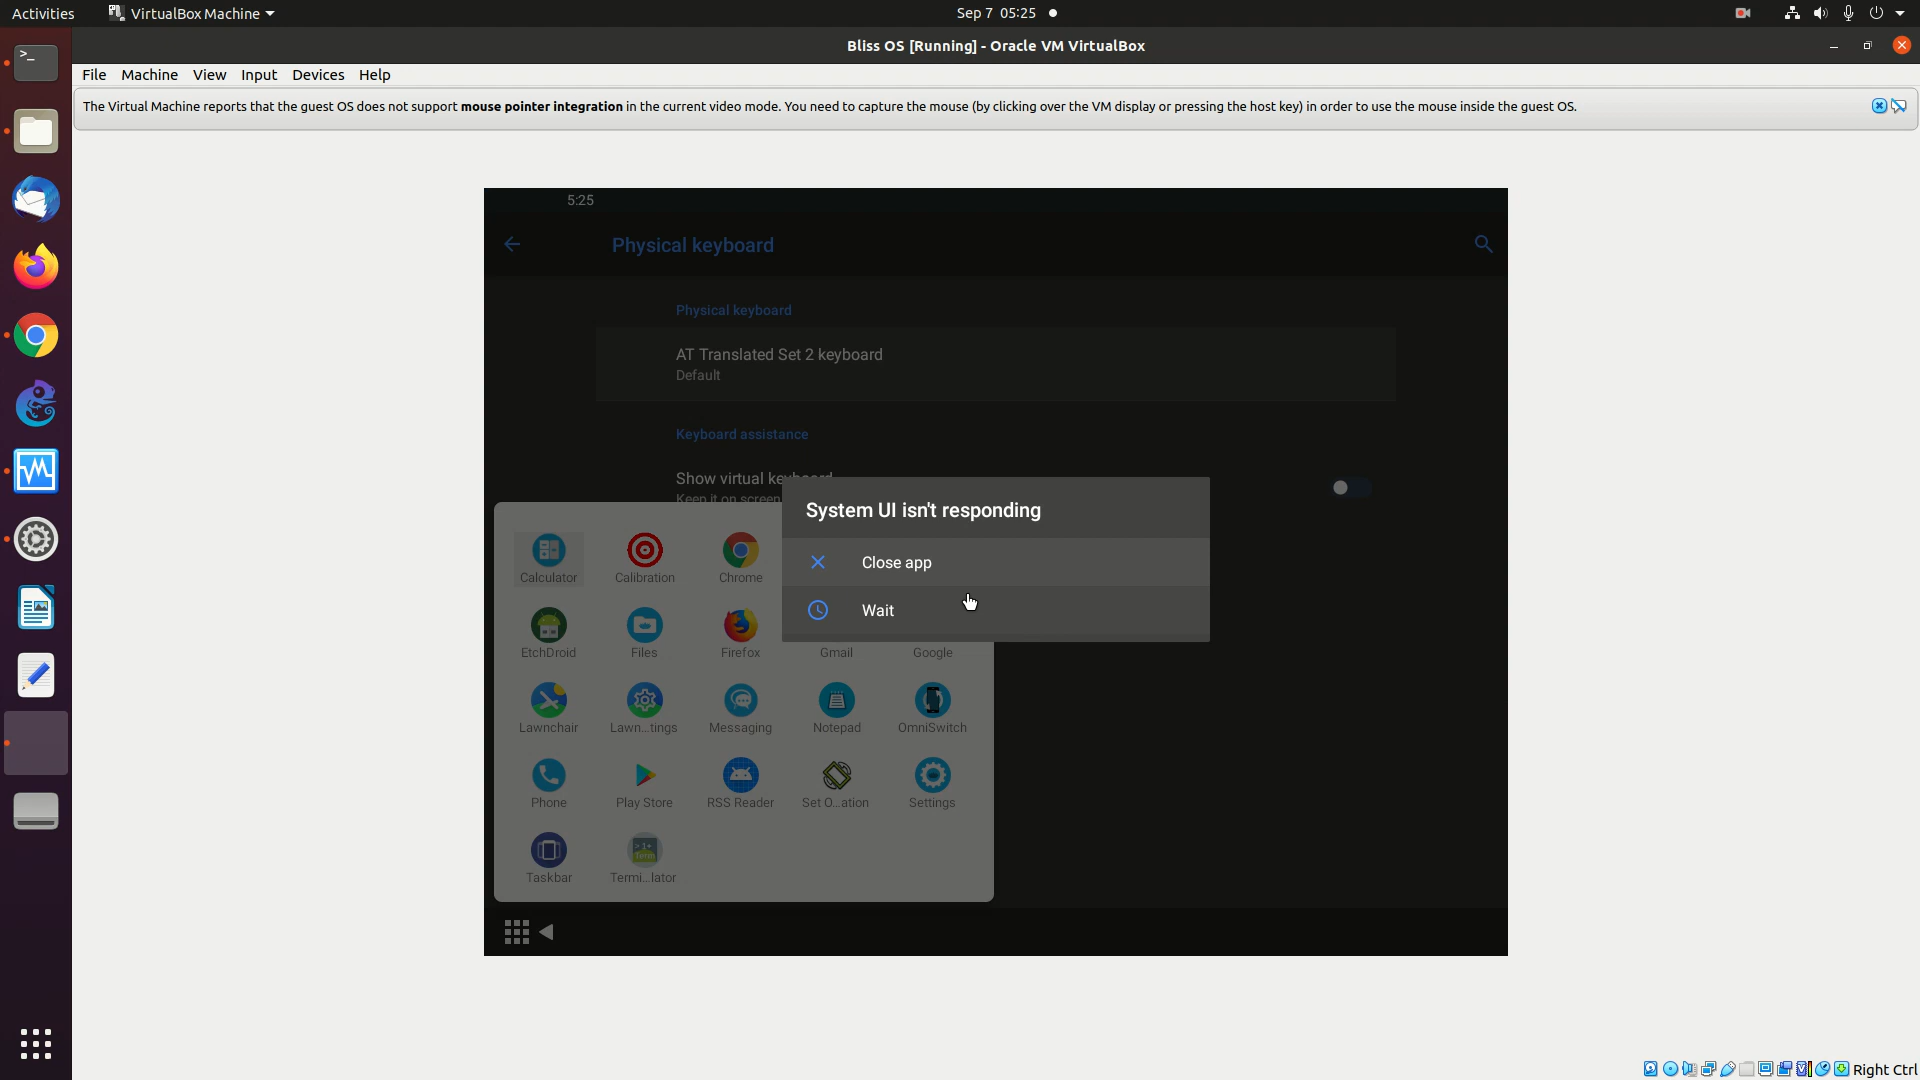 Activities
VirtualBox Machine
Sep 7 05:25
Bliss OS [Running] - Oracle VM VirtualBox
File Machine View Input Devices Help
The Virtual Machine reports that the guest OS does not support mouse pointer integration in the current video mode. You need to capture the mouse (by clicking over the VM display or pressing the host key) in order to use the mouse inside the guest OS.
5:25
Physical keyboard
Physical keyboard
AT Translated Set 2 keyboard
Default
Keyboard assistance
Show virtual
Keep it on screen
System UI isn't responding
Close app
Wait
Calculator Calibration Chrome
EtchDroid Files Firefox Gmail Google
Lawnchair Lawn...tings Messaging Notepad OmniSwitch
Phone Play Store RSS Reader Set O...ation Settings
Taskbar Termi...lator
Right Ctrl